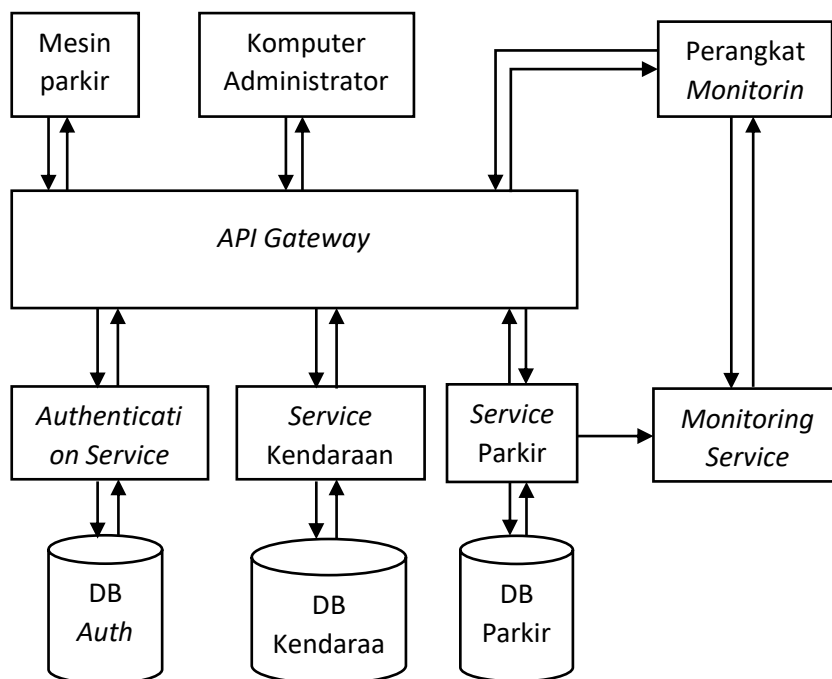 Mesin
parkir
Komputer
Administrator
Perangkat
Monitorin
API Gateway
Authenticati
on Service
Service
Kendaraan
Service
Parkir
Monitoring
Service
DB
Auth
DB
Kendaraa
DB
Parkir